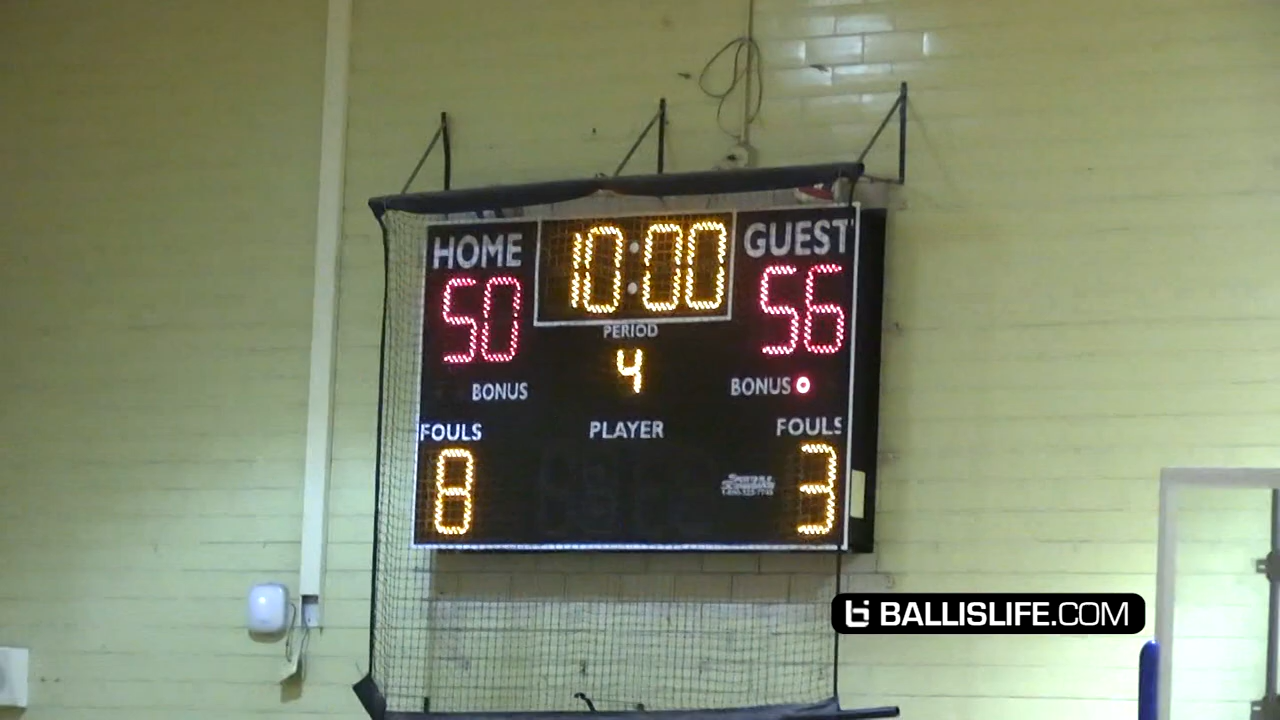 HOME 10:00 GUEST
50 56
PERIOD
4
BONUS BONUS
FOULS PLAYER FOULS
8 3
BALLISLIFE.COM